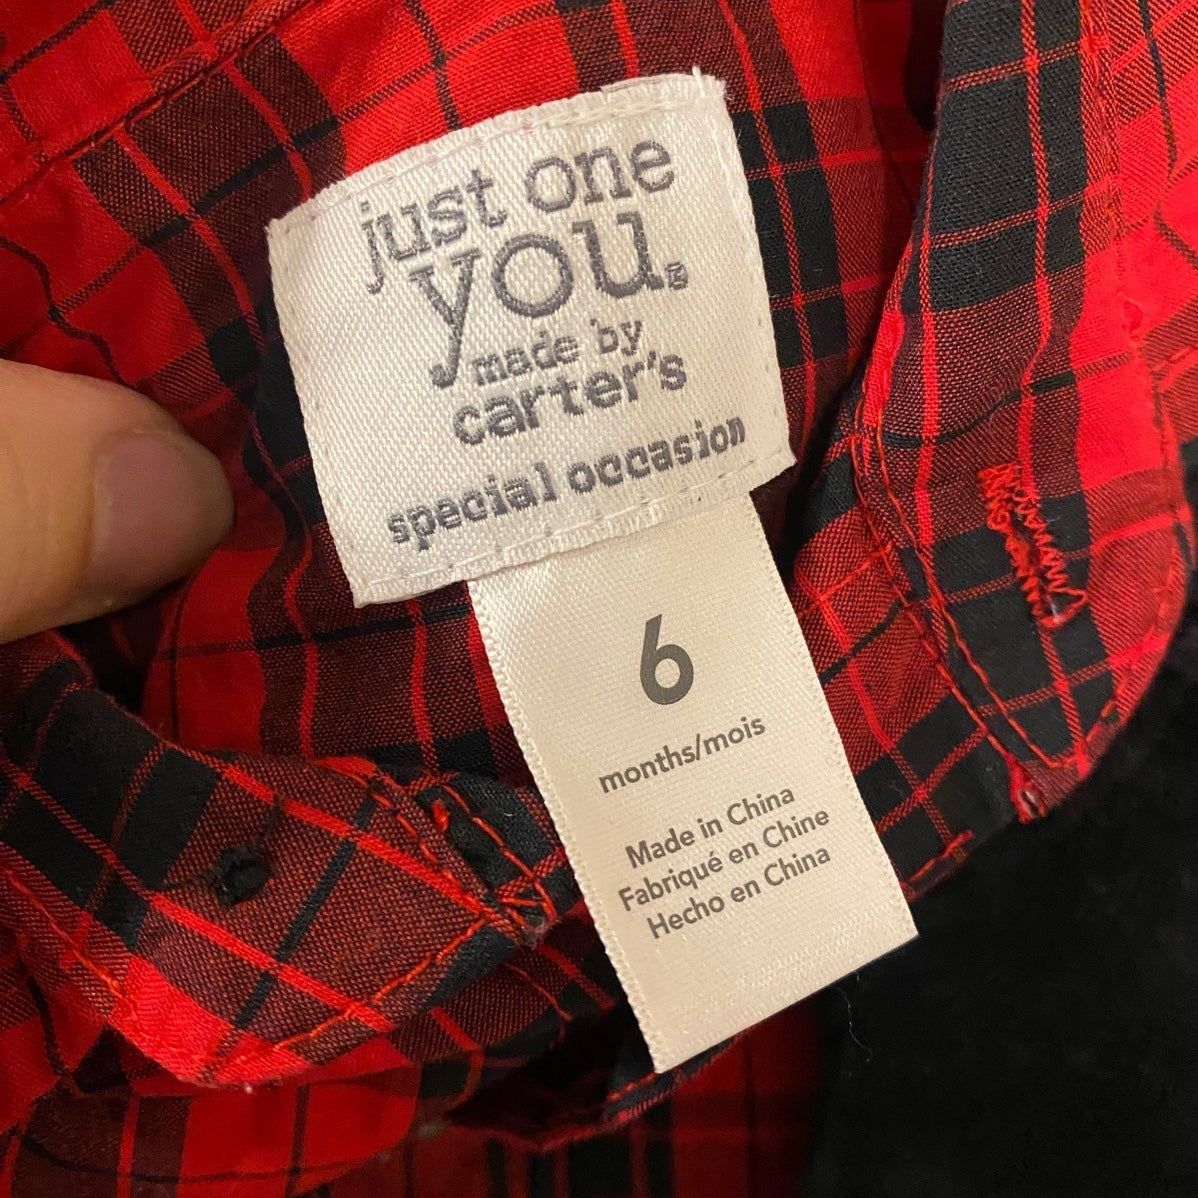 just one
you.
made by
carter's
special occasion
6
months/mois
Made in China
Fabriqué en Chine
Hecho en China